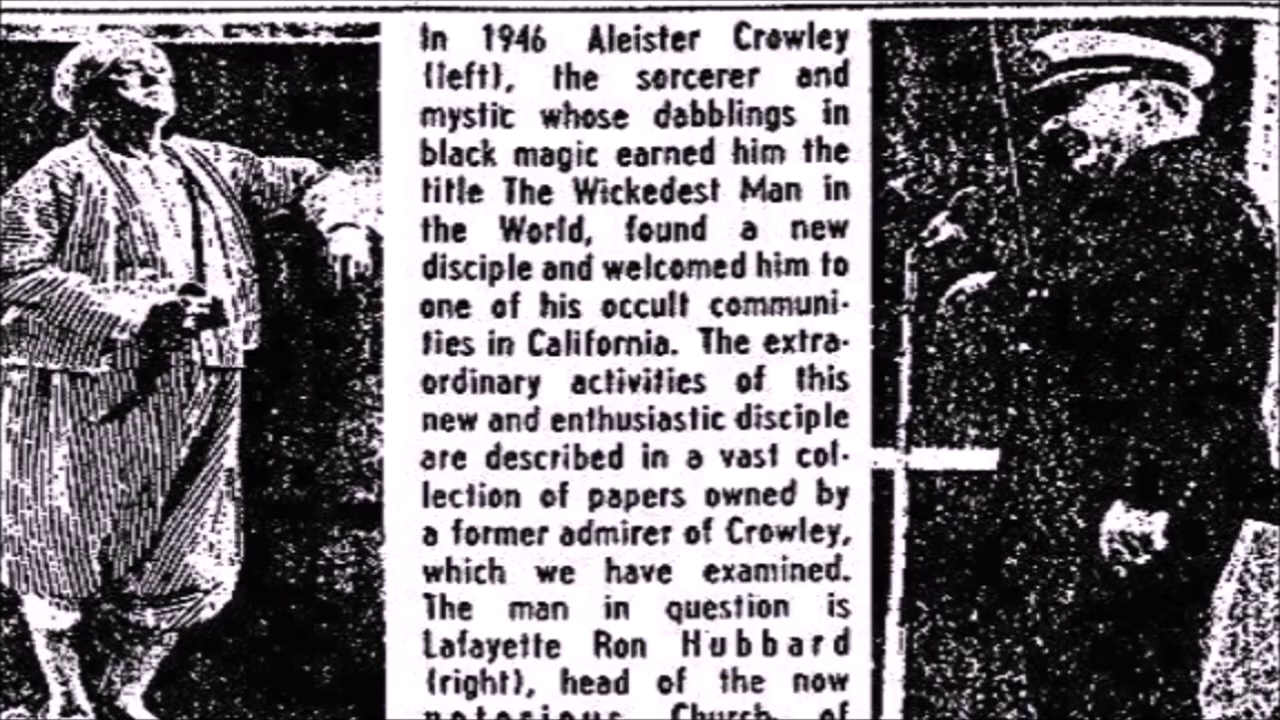 In 1946 Aleister Crowley
(left), the sorcerer and
mystic whose dabblings in
black magic earned him the
title The Wickedest Man in
the World, found a new
disciple and welcomed him to
one of his occult communi-
ties in California. The extra-
ordinary activities of this
new and enthusiastic disciple
are described in a vast col-
lection of papers owned by
a former admirer of Crowley,
which we have examined.
The man in question is
Lafayette Ron Hubbard
(right), head of the now
notorious Church of